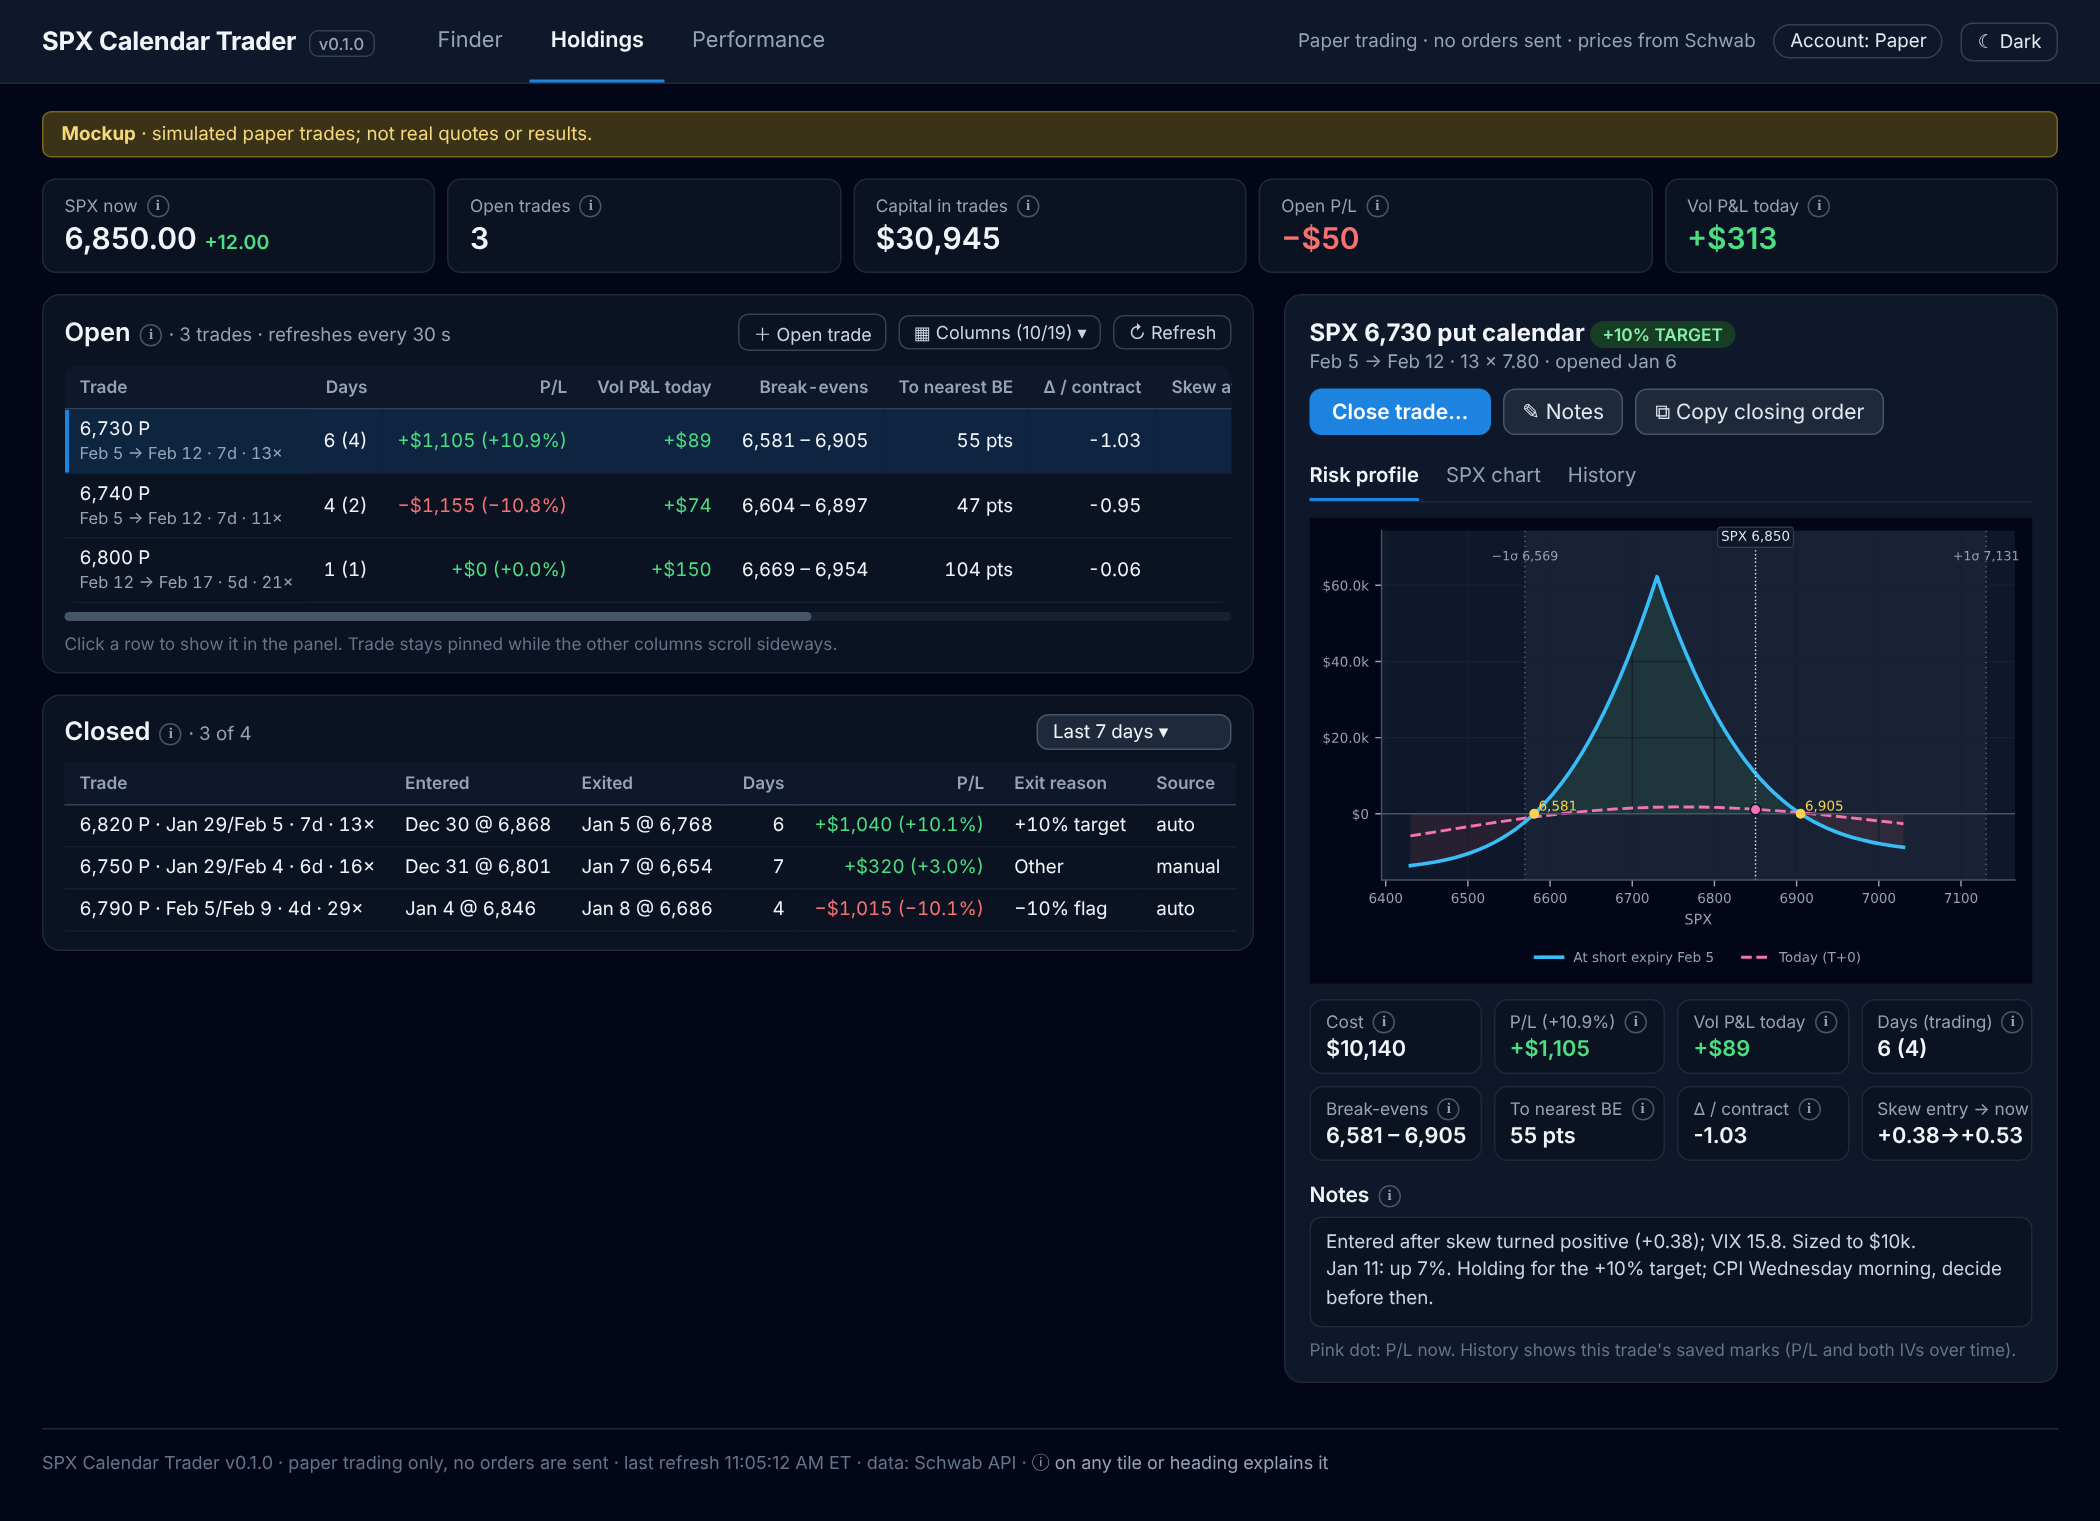 SPX Calendar Trader v0.1.0 Finder Holdings Performance Paper trading · no orders sent · prices from Schwab Account: Paper ☾ Dark
Mockup · simulated paper trades; not real quotes or results.
SPX now i Open trades i Capital in trades i Open P/L i Vol P&L today i
6,850.00 +12.00 3 $30,945 −$50 +$313
Open i · 3 trades · refreshes every 30 s + Open trade ▦ Columns (10/19) ▾ ↻ Refresh
Trade Days P/L Vol P&L today Break-evens To nearest BE Δ / contract Skew a
6,730 P
Feb 5 → Feb 12 · 7d · 13×
6 (4) +$1,105 (+10.9%) +$89 6,581 – 6,905 55 pts -1.03
6,740 P
Feb 5 → Feb 12 · 7d · 11×
4 (2) −$1,155 (−10.8%) +$74 6,604 – 6,897 47 pts -0.95
6,800 P
Feb 12 → Feb 17 · 5d · 21×
1 (1) +$0 (+0.0%) +$150 6,669 – 6,954 104 pts -0.06
Click a row to show it in the panel. Trade stays pinned while the other columns scroll sideways.
Closed i · 3 of 4 Last 7 days ▾
Trade Entered Exited Days P/L Exit reason Source
6,820 P · Jan 29/Feb 5 · 7d · 13× Dec 30 @ 6,868 Jan 5 @ 6,768 6 +$1,040 (+10.1%) +10% target auto
6,750 P · Jan 29/Feb 4 · 6d · 16× Dec 31 @ 6,801 Jan 7 @ 6,654 7 +$320 (+3.0%) Other manual
6,790 P · Feb 5/Feb 9 · 4d · 29× Jan 4 @ 6,846 Jan 8 @ 6,686 4 −$1,015 (−10.1%) −10% flag auto
SPX 6,730 put calendar +10% TARGET
Feb 5 → Feb 12 · 13 × 7.80 · opened Jan 6
Close trade… ✎ Notes ⧉ Copy closing order
Risk profile SPX chart History
SPX 6,850
−1σ 6,569 +1σ 7,131
$60.0k
$40.0k
$20.0k
6,581 6,905
$0
6400 6500 6600 6700 6800 6900 7000 7100
SPX
At short expiry Feb 5 Today (T+0)
Cost i P/L (+10.9%) i Vol P&L today i Days (trading) i
$10,140 +$1,105 +$89 6 (4)
Break-evens i To nearest BE i Δ / contract i Skew entry → now
6,581 – 6,905 55 pts -1.03 +0.38→+0.53
Notes i
Entered after skew turned positive (+0.38); VIX 15.8. Sized to $10k.
Jan 11: up 7%. Holding for the +10% target; CPI Wednesday morning, decide
before then.
Pink dot: P/L now. History shows this trade's saved marks (P/L and both IVs over time).
SPX Calendar Trader v0.1.0 · paper trading only, no orders are sent · last refresh 11:05:12 AM ET · data: Schwab API · ⓘ on any tile or heading explains it